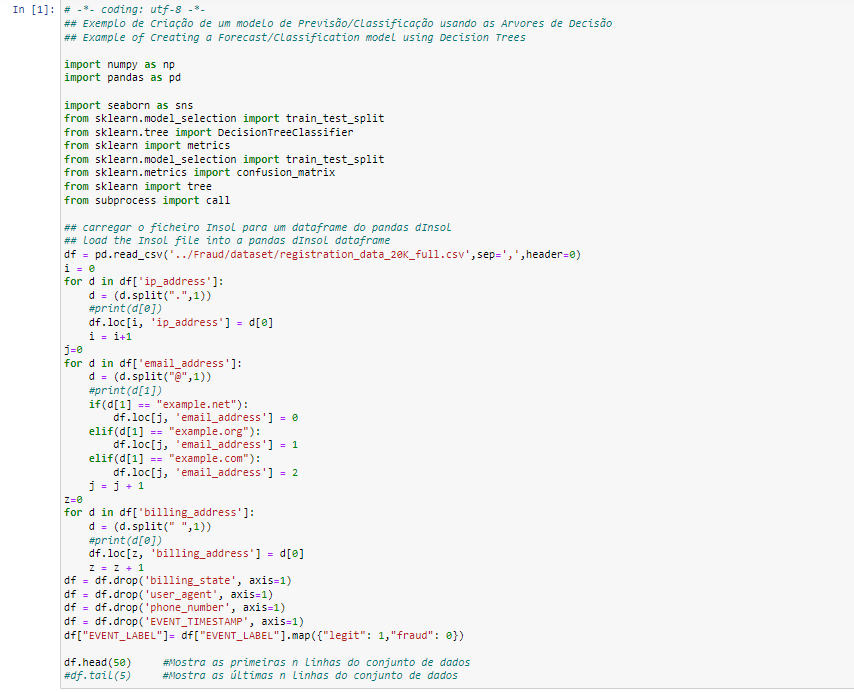 In [1]: # -*- coding: utf-8 -*-
## Exemplo de Criação de um modelo de Previsão/Classificação usando as Arvores de Decisão
## Example of Creating a Forecast/Classification model using Decision Trees

import numpy as np
import pandas as pd

import seaborn as sns
from sklearn.model_selection import train_test_split
from sklearn.tree import DecisionTreeClassifier
from sklearn import metrics
from sklearn.model_selection import train_test_split
from sklearn.metrics import confusion_matrix
from sklearn import tree
from subprocess import call

## carregar o ficheiro Insol para um dataframe do pandas dInsol
## load the Insol file into a pandas dInsol dataframe
df = pd.read_csv('../Fraud/dataset/registration_data_20K_full.csv',sep=',',header=0)
i = 0
for d in df['ip_address']:
    d = (d.split(".",1))
    #print(d[0])
    df.loc[i, 'ip_address'] = d[0]
    i = i+1
j=0
for d in df['email_address']:
    d = (d.split("@",1))
    #print(d[1])
    if(d[1] == "example.net"):
        df.loc[j, 'email_address'] = 0
    elif(d[1] == "example.org"):
        df.loc[j, 'email_address'] = 1
    elif(d[1] == "example.com"):
        df.loc[j, 'email_address'] = 2
    j = j + 1
z=0
for d in df['billing_address']:
    d = (d.split(" ",1))
    #print(d[0])
    df.loc[z, 'billing_address'] = d[0]
    z = z + 1
df = df.drop('billing_state', axis=1)
df = df.drop('user_agent', axis=1)
df = df.drop('phone_number', axis=1)
df = df.drop('EVENT_TIMESTAMP', axis=1)
df["EVENT_LABEL"]= df["EVENT_LABEL"].map({"legit": 1,"fraud": 0})

df.head(50)     #Mostra as primeiras n linhas do conjunto de dados
#df.tail(5)     #Mostra as últimas n linhas do conjunto de dados